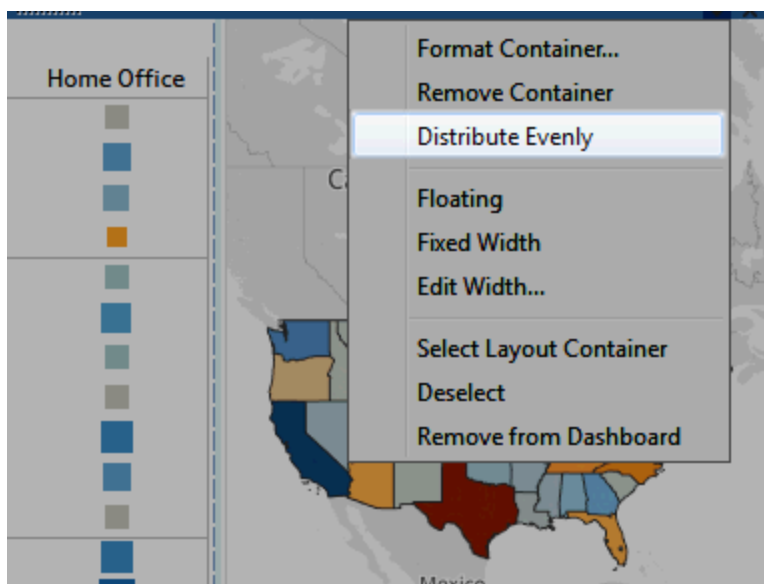 Home Office
Format Container...
Remove Container
Distribute Evenly
Ca
Floating
Fixed Width
Edit Width...
Select Layout Container
Deselect
Remove from Dashboard
Mexico